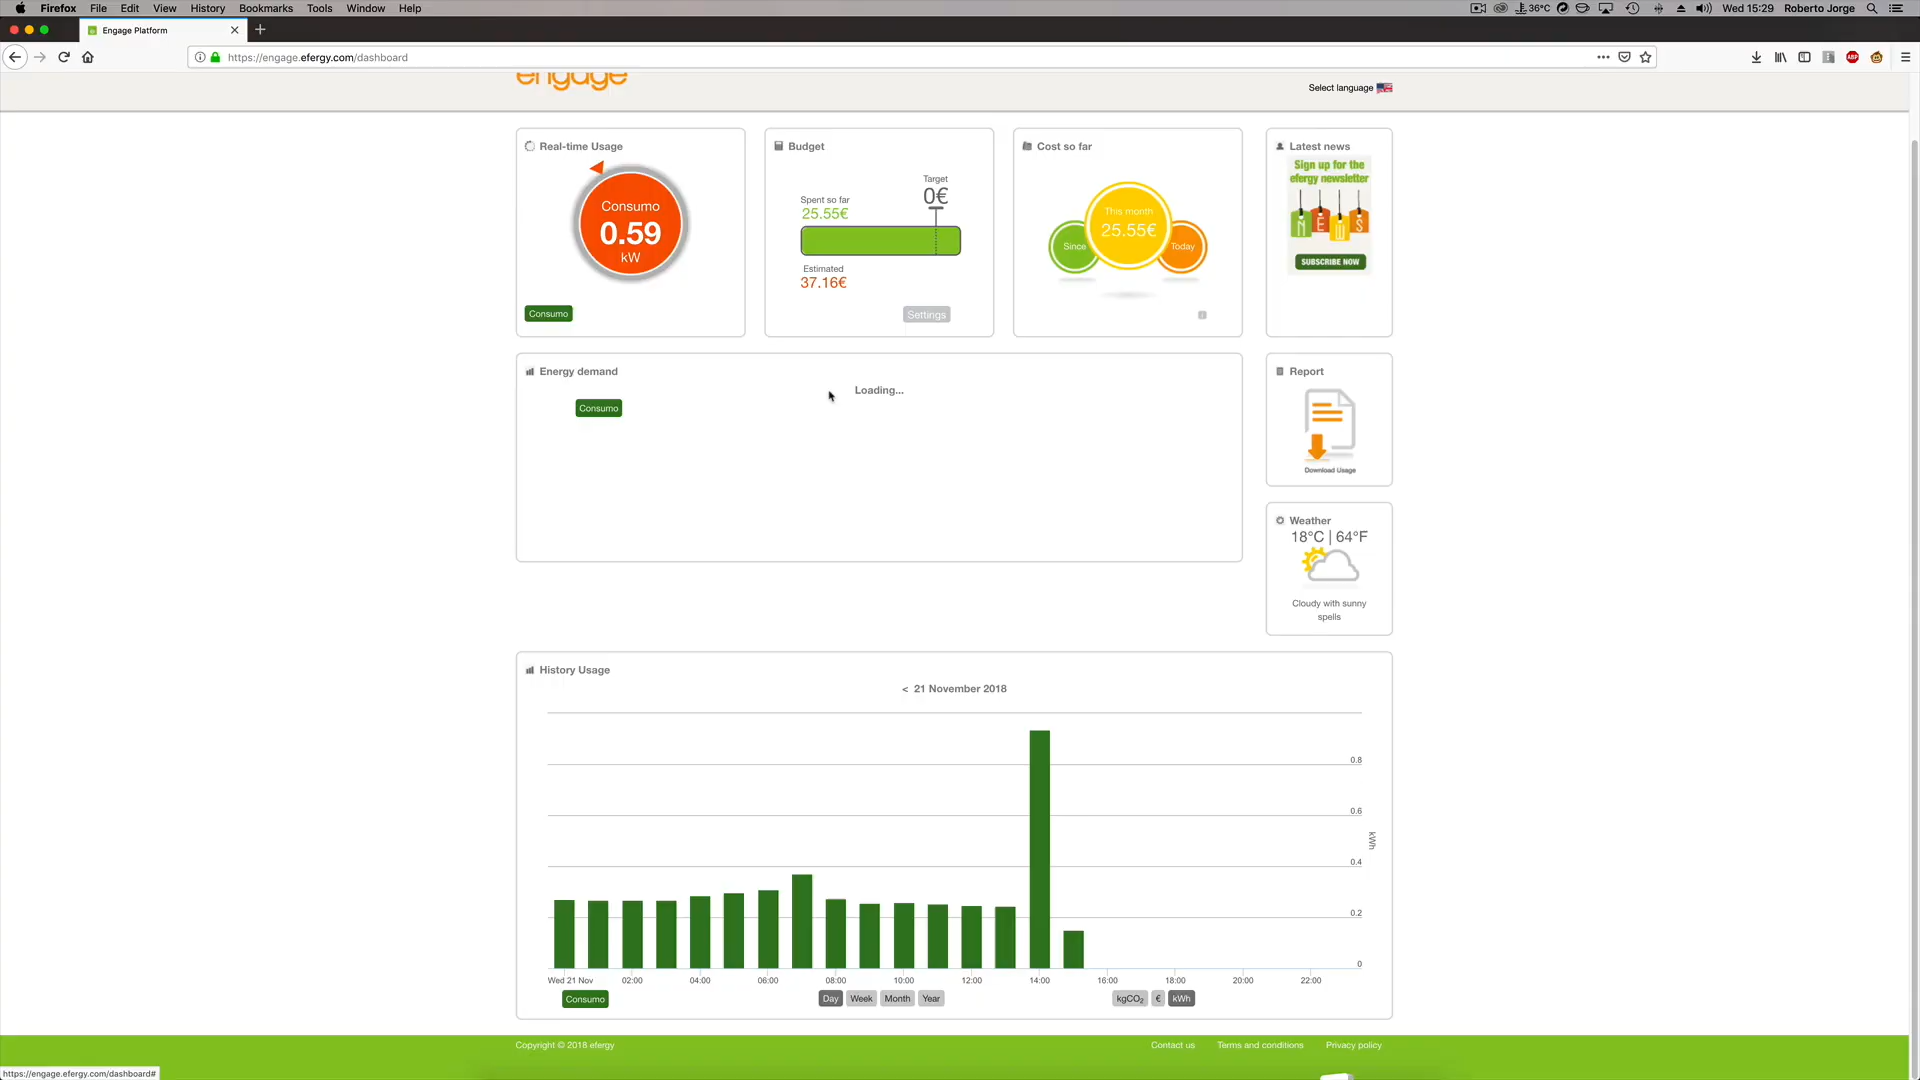 Firefox File Edit View History Bookmarks Tools Window Help 36°C Wed 15:29 Roberto Jorge
Engage Platform
https://engage.efergy.com/dashboard
engage
Select language
Real-time Usage
Consumo
0.59
kW
Consumo
Budget
Target
0€
Spent so far
25.55€
Estimated
37.16€
Settings
Cost so far
This month
25.55€
Since
Today
Latest news
Sign up for the
efergy newsletter
NEWS
SUBSCRIBE NOW
Energy demand
Loading...
Consumo
Report
Download Usage
Weather
18°C | 64°F
Cloudy with sunny
spells
History Usage
< 21 November 2018
0.8
0.6
kWh
0.4
0.2
0
Wed 21 Nov 02:00 04:00 06:00 08:00 10:00 12:00 14:00 16:00 18:00 20:00 22:00
Consumo Day Week Month Year kgCO₂ € kWh
Copyright © 2018 efergy Contact us Terms and conditions Privacy policy
https://engage.efergy.com/dashboard#